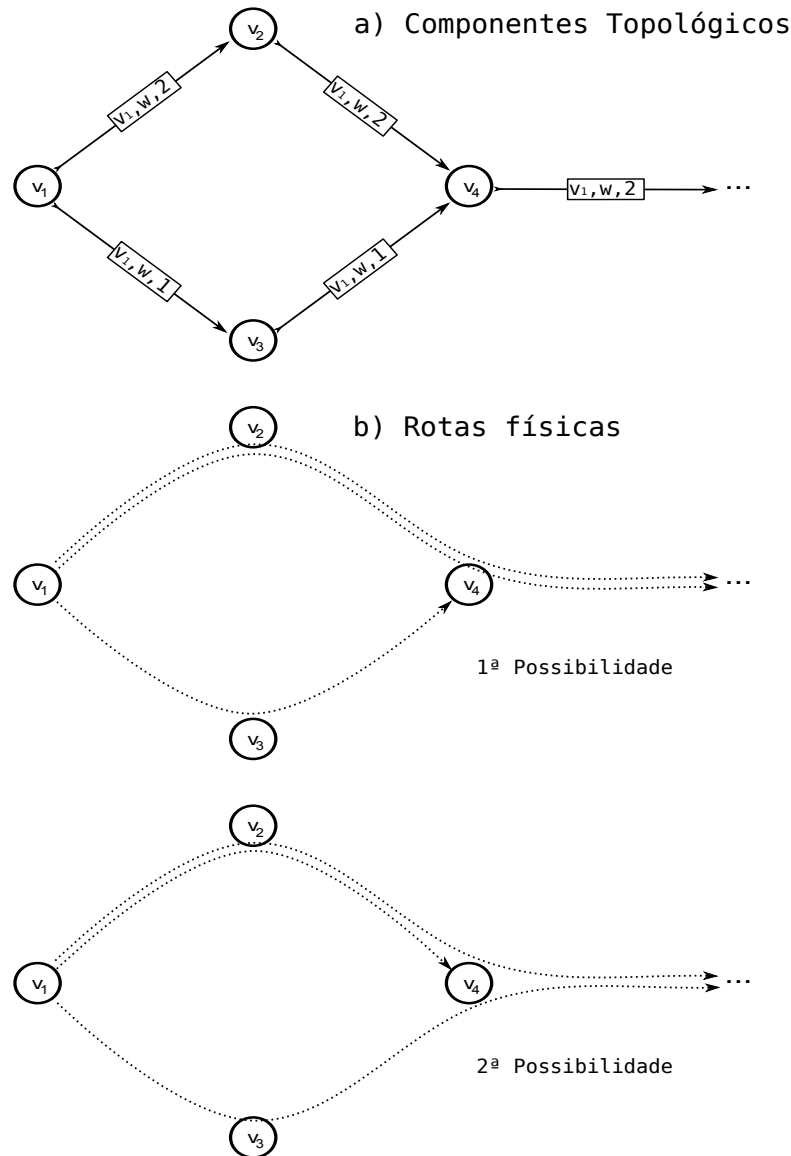 a) Componentes Topológicos
v2
v1,w,2
v1,w,2
v1
v4
v1,w,2
...
v1,w,1
v1,w,1
v3
b) Rotas físicas
v2
v1
v4
...
1ª Possibilidade
v3
v2
v1
v4
...
2ª Possibilidade
v3